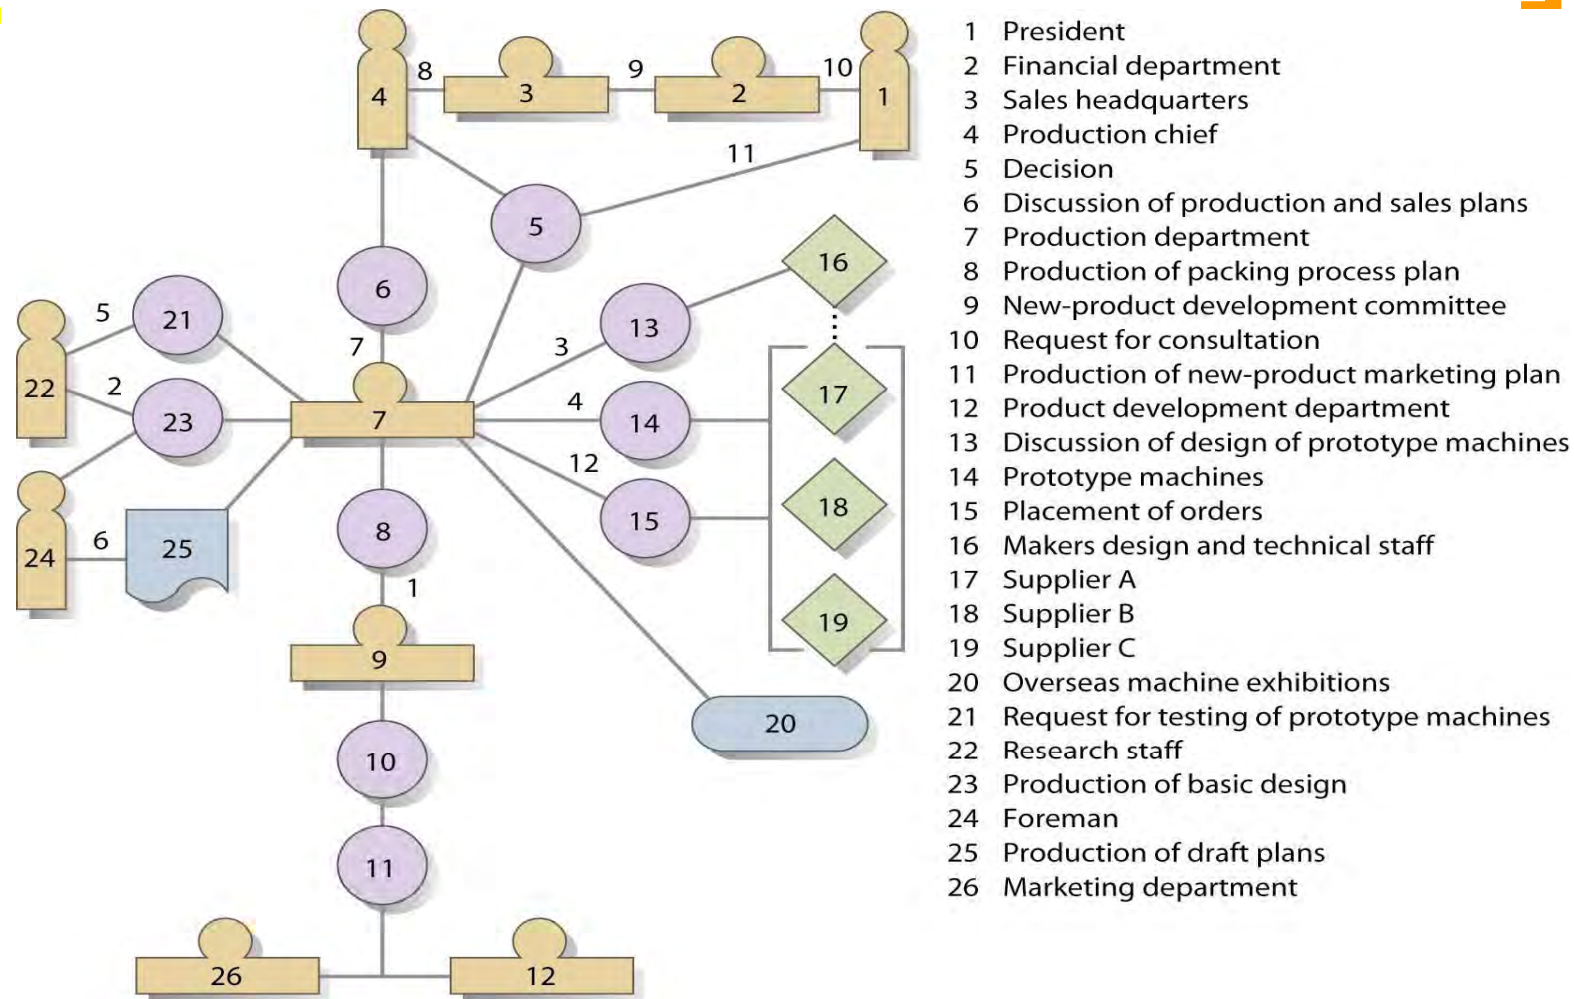 8
9
10
4
3
2
1
11
5
16
6
13
5
21
7
3
17
22
2
4
23
7
14
12
18
8
15
24
6
25
1
19
9
20
10
11
26
12
1 President
2 Financial department
3 Sales headquarters
4 Production chief
5 Decision
6 Discussion of production and sales plans
7 Production department
8 Production of packing process plan
9 New-product development committee
10 Request for consultation
11 Production of new-product marketing plan
12 Product development department
13 Discussion of design of prototype machines
14 Prototype machines
15 Placement of orders
16 Makers design and technical staff
17 Supplier A
18 Supplier B
19 Supplier C
20 Overseas machine exhibitions
21 Request for testing of prototype machines
22 Research staff
23 Production of basic design
24 Foreman
25 Production of draft plans
26 Marketing department